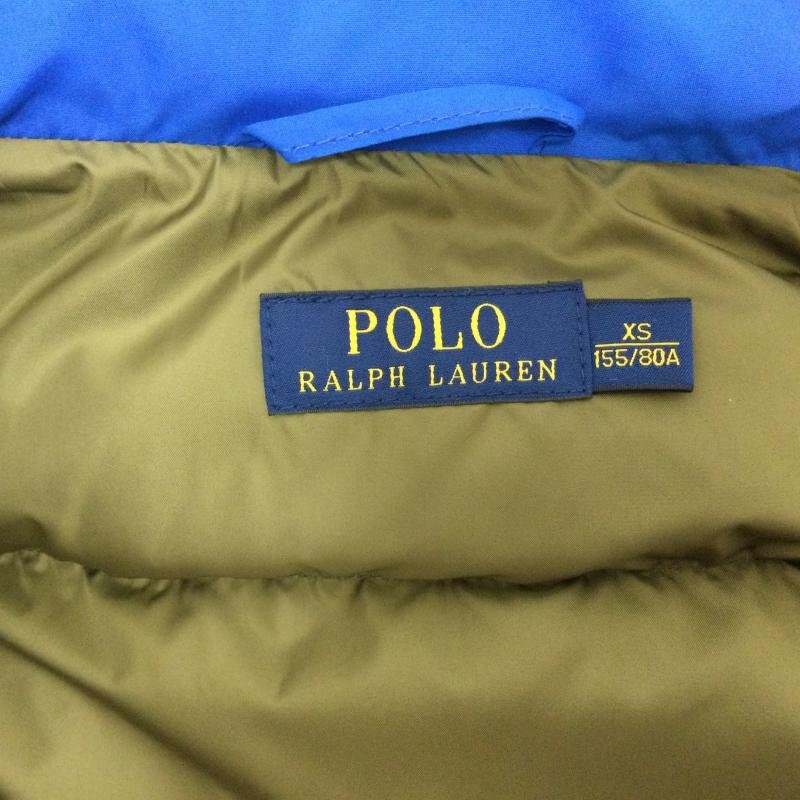 POLO
RALPH LAUREN
XS
155/80A